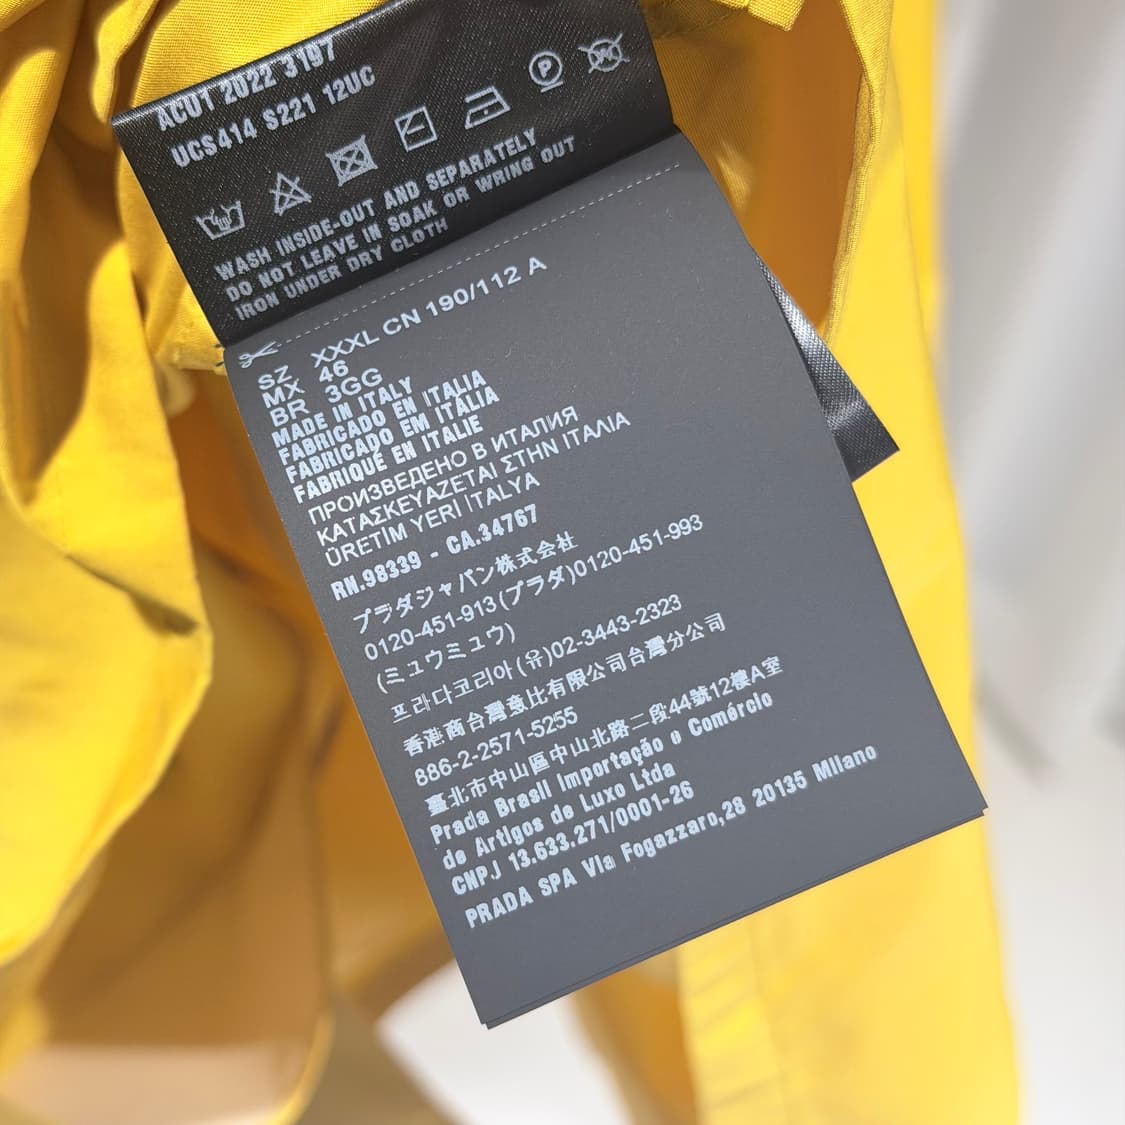 AC01 2022 3197
UCS414 S221 12UC
P
WASH INSIDE-OUT AND SEPARATELY
DO NOT LEAVE IN SOAK OR WRING OUT
IRON UNDER DRY CLOTH
SZ XXXL CN 190/112 A
MX 46
BR 3GG
MADE IN ITALY
FABRICADO EN ITALIA
FABRICADO EM ITÁLIA
FABRIQUÉ EN ITALIE
ПРОИЗВЕДЕНО В ИТАЛИЯ
ΚΑΤΑΣΚΕΥΑΖΕΤΑΙ ΣΤΗΝ ΙΤΑΛΙΑ
ÜRETİM YERİ İTALYA
RN.98339 - CA.34767
プラダジャパン株式会社
0120-451-913(プラダ)0120-451-993
(ミュウミュウ)
프라다코리아(유)02-3443-2323
香港商台灣意比有限公司台灣分公司
886-2-2571-5255
臺北市中山區中山北路二段44號12樓A室
Prada Brasil Importação e Comércio
de Artigos de Luxo Ltda
CNPJ 13.633.271/0001-26
PRADA SPA Via Fogazzaro,28 20135 Milano